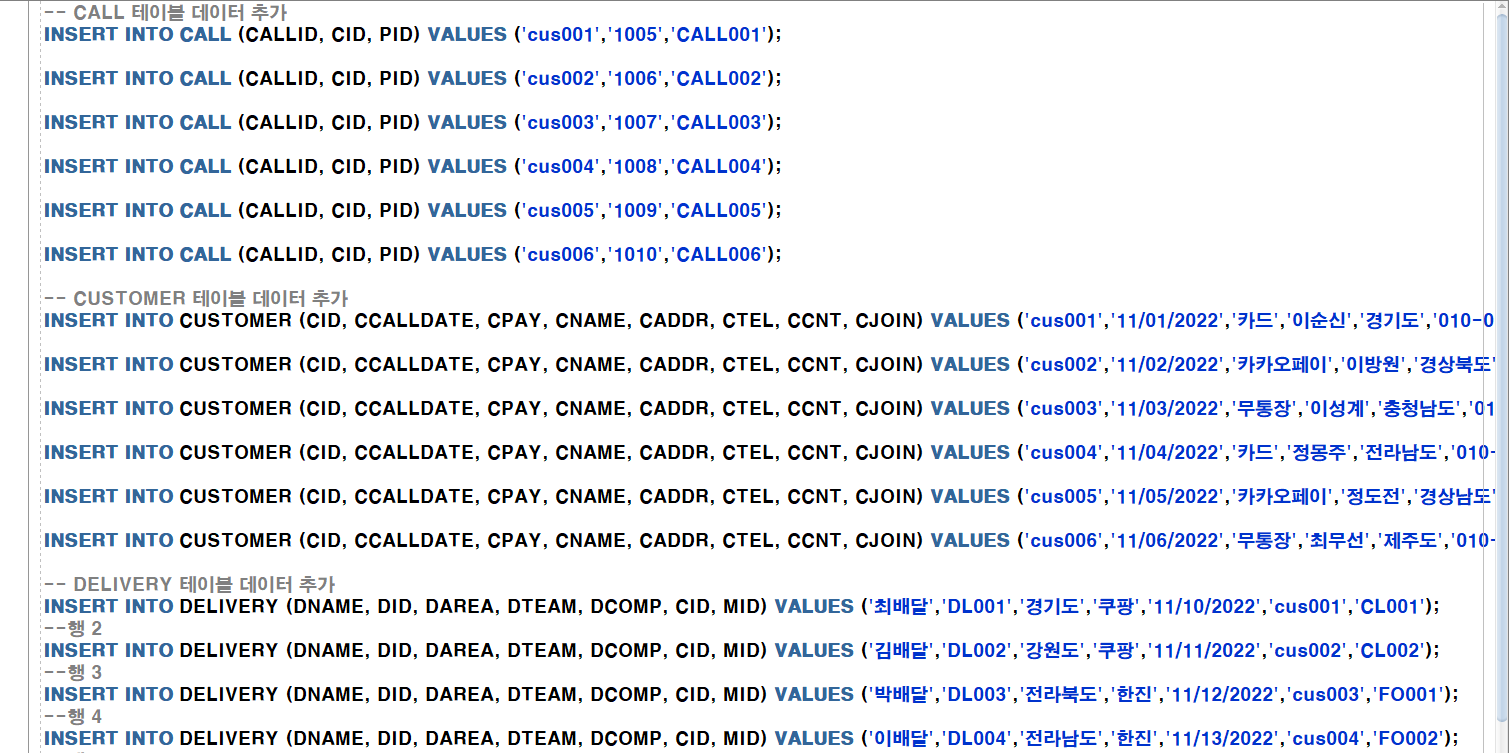 -- CALL 테이블 데이터 추가
INSERT INTO CALL (CALLID, CID, PID) VALUES ('cus001','1005','CALL001');
INSERT INTO CALL (CALLID, CID, PID) VALUES ('cus002','1006','CALL002');
INSERT INTO CALL (CALLID, CID, PID) VALUES ('cus003','1007','CALL003');
INSERT INTO CALL (CALLID, CID, PID) VALUES ('cus004','1008','CALL004');
INSERT INTO CALL (CALLID, CID, PID) VALUES ('cus005','1009','CALL005');
INSERT INTO CALL (CALLID, CID, PID) VALUES ('cus006','1010','CALL006');
-- CUSTOMER 테이블 데이터 추가
INSERT INTO CUSTOMER (CID, CCALLDATE, CPAY, CNAME, CADDR, CTEL, CCNT, CJOIN) VALUES ('cus001','11/01/2022','카드','이순신','경기도','010-0
INSERT INTO CUSTOMER (CID, CCALLDATE, CPAY, CNAME, CADDR, CTEL, CCNT, CJOIN) VALUES ('cus002','11/02/2022','카카오페이','이방원','경상북도'
INSERT INTO CUSTOMER (CID, CCALLDATE, CPAY, CNAME, CADDR, CTEL, CCNT, CJOIN) VALUES ('cus003','11/03/2022','무통장','이성계','충청남도','01
INSERT INTO CUSTOMER (CID, CCALLDATE, CPAY, CNAME, CADDR, CTEL, CCNT, CJOIN) VALUES ('cus004','11/04/2022','카드','정몽주','전라남도','010-
INSERT INTO CUSTOMER (CID, CCALLDATE, CPAY, CNAME, CADDR, CTEL, CCNT, CJOIN) VALUES ('cus005','11/05/2022','카카오페이','정도전','경상남도'
INSERT INTO CUSTOMER (CID, CCALLDATE, CPAY, CNAME, CADDR, CTEL, CCNT, CJOIN) VALUES ('cus006','11/06/2022','무통장','최무선','제주도','010-
-- DELIVERY 테이블 데이터 추가
INSERT INTO DELIVERY (DNAME, DID, DAREA, DTEAM, DCOMP, CID, MID) VALUES ('최배달','DL001','경기도','쿠팡','11/10/2022','cus001','CL001');
--행 2
INSERT INTO DELIVERY (DNAME, DID, DAREA, DTEAM, DCOMP, CID, MID) VALUES ('김배달','DL002','강원도','쿠팡','11/11/2022','cus002','CL002');
--행 3
INSERT INTO DELIVERY (DNAME, DID, DAREA, DTEAM, DCOMP, CID, MID) VALUES ('박배달','DL003','전라북도','한진','11/12/2022','cus003','FO001');
--행 4
INSERT INTO DELIVERY (DNAME, DID, DAREA, DTEAM, DCOMP, CID, MID) VALUES ('이배달','DL004','전라남도','한진','11/13/2022','cus004','FO002');